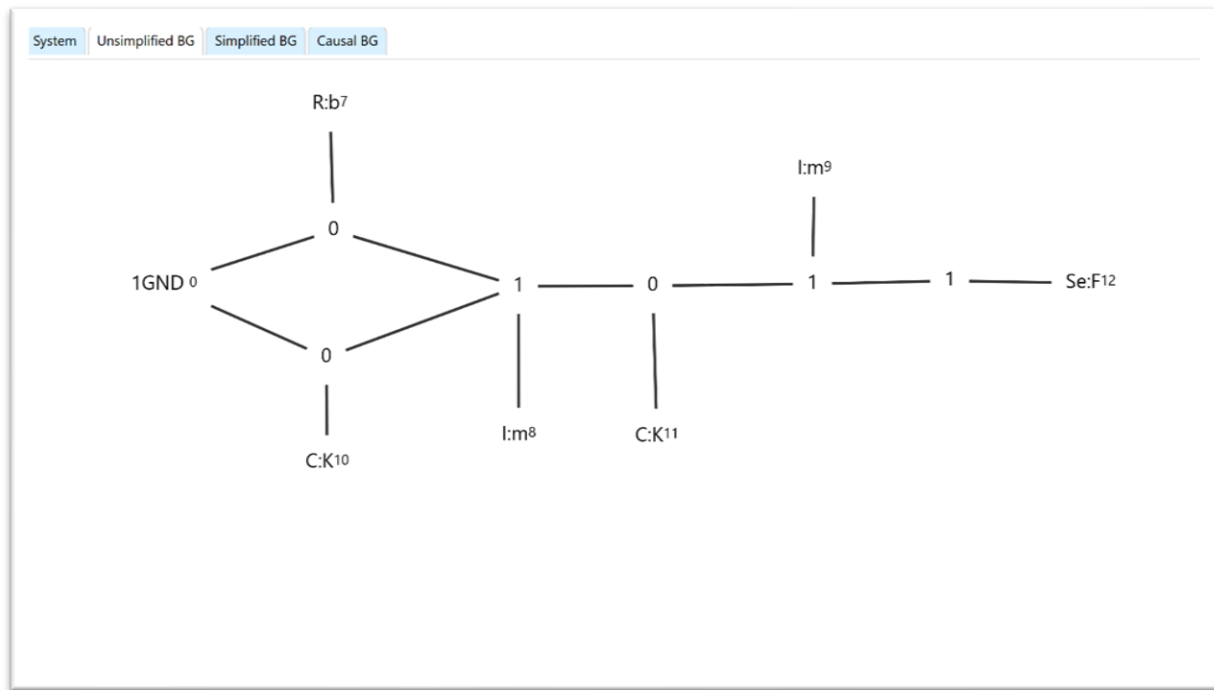 System Unsimplified BG Simplified BG Causal BG
R:b7
I:m9
0
1GND 0
1 0 1 1 Se:F12
0
I:m8 C:K11
C:K10